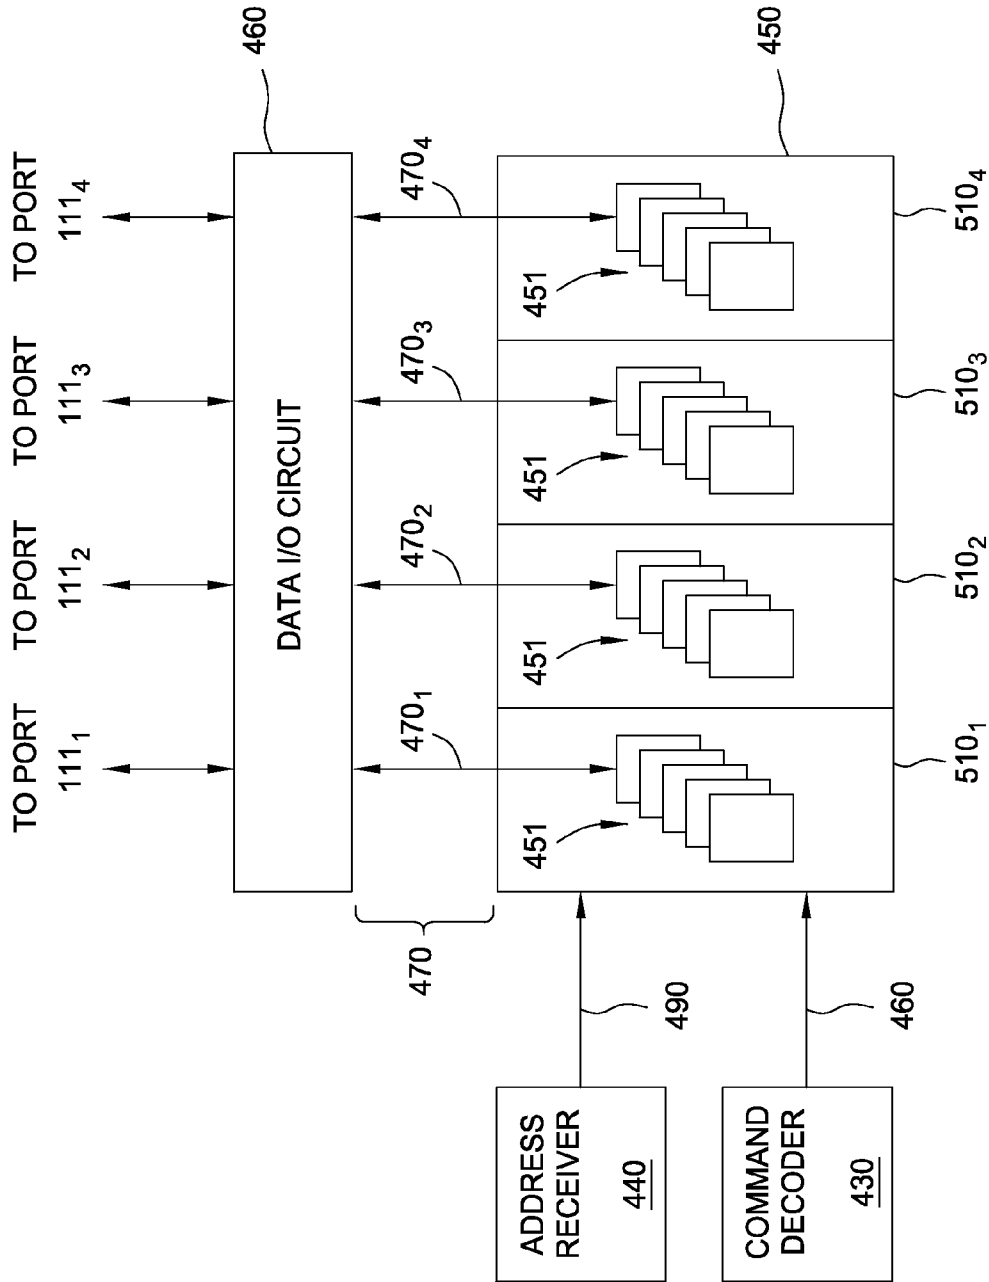 TO PORT TO PORT TO PORT TO PORT
111₁ 111₂ 111₃ 111₄
460
DATA I/O CIRCUIT
470
470₁ 470₂ 470₃ 470₄
450
451 451 451 451
510₁ 510₂ 510₃ 510₄
ADDRESS
RECEIVER
440
490
COMMAND
DECODER
430
460